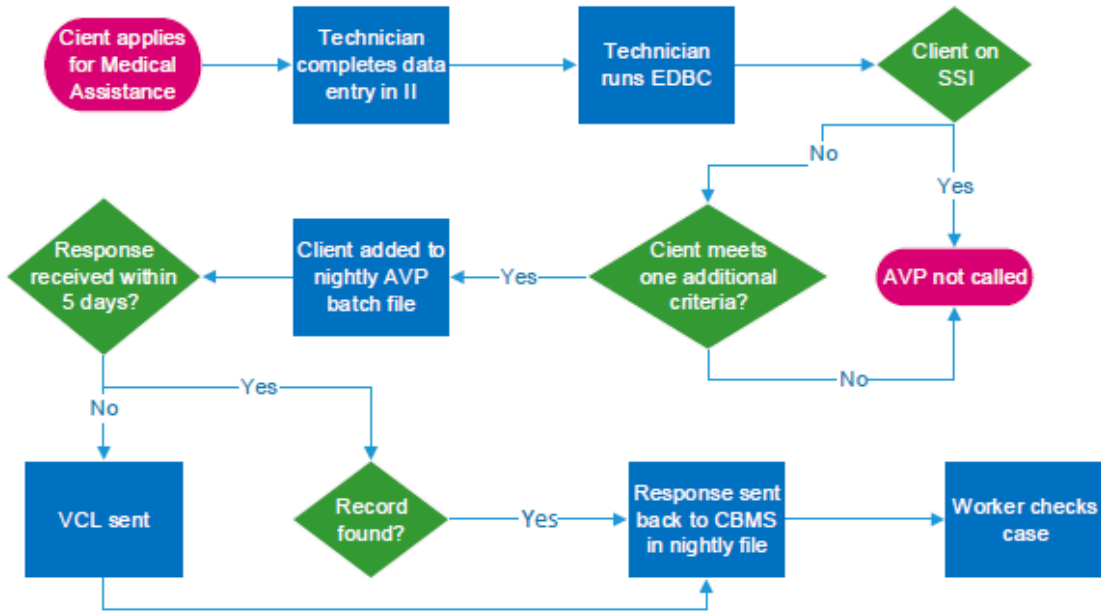 Cient applies
for Medical
Assistance
Technician
completes data
entry in II
Technician
runs EDBC
Client on
SSI
No
Yes
Response
received within
5 days?
Client added to
nightly AVP
batch file
Yes
Cient meets
one additional
criteria?
AVP not called
No
Yes
No
VCL sent
Record
found?
Yes
Response sent
back to CBMS
in nightly file
Worker checks
case